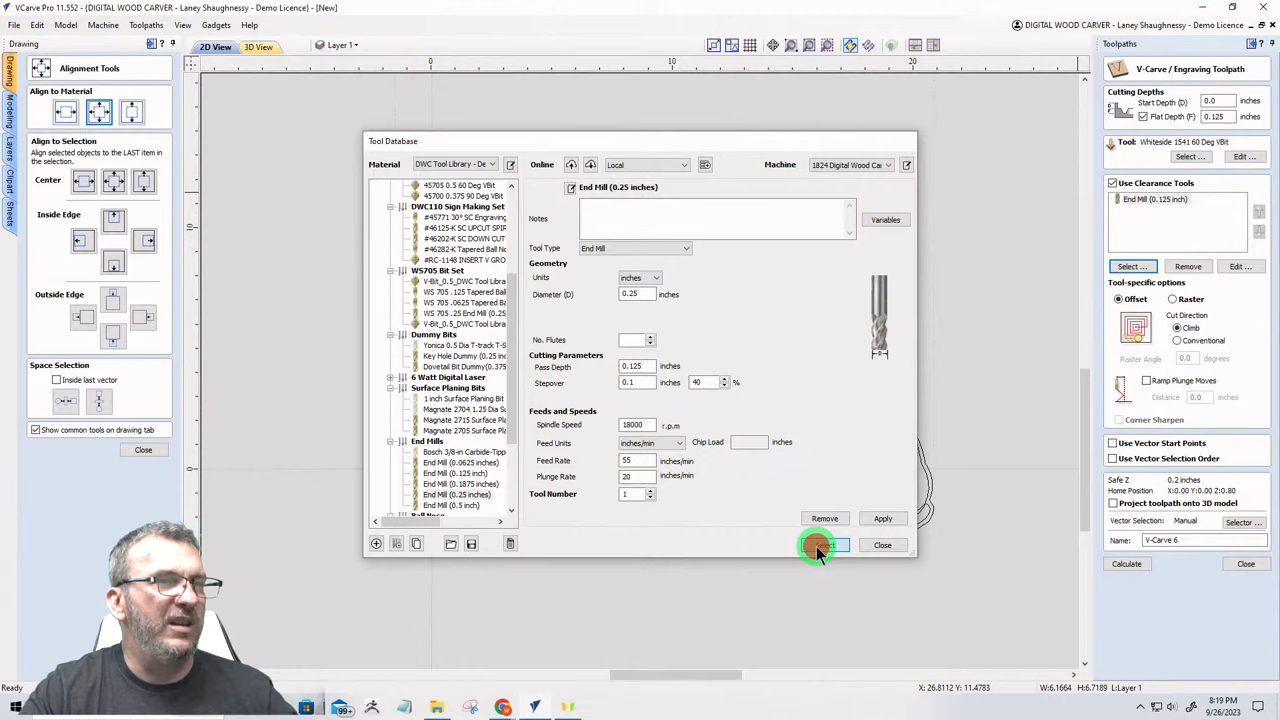 VCarve Pro 11.552 - {DIGITAL WOOD CARVER - Laney Shaughnessy - Demo Licence} - [New]
File Edit Model Toolpaths View Gadgets Help
(DIGITAL WOOD CARVER - Laney Shaughnessy - Demo Licence)
Drawing
2D View 3D View Layer 1
Toolpaths
Drawing
Modeling
Layers
Clipart
Sheets
Alignment Tools
Align to Material
Align to Selection
Align selected objects to the LAST item in
the selection.
Center
Inside Edge
Outside Edge
Space Selection
Inside last vector
Show common tools on drawing tab
Close
0 10 20
10
0
Tool Database
Material DWC Tool Library - De
Online Local
Machine
45705 0.5 60 Deg VBit
45700 0.375 90 Deg VBit
DWC110 Sign Making Set
#45771 30° SC Engraving
#46125-K SC UPCUT SPIR
#46202-K SC DOWN CUT
#46282-K Tapered Ball No
#RC-1148 INSERT V GRO
WS705 Bit Set
V-Bit_0.5_DWC Tool Libra
WS 705 .125 Tapered Ball
WS 705 .0625 Tapered Ba
WS 705 .25 End Mill (0.25
V-Bit_0.5_DWC Tool Libra
Dummy Bits
Yonica 0.5 Dia T-track T-S
Key Hole Dummy (0.25 in
Dovetail Bit Dummy (0.37
6 Watt Digital Laser
Surface Planing Bits
1 inch Surface Planing Bit
Magnate 2704 1.25 Dia Su
Magnate 2715 Surface Pla
Magnate 2705 Surface Pla
End Mills
Bosch 3/8-in Carbide-Tipp
End Mill (0.0625 inches)
End Mill (0.125 inch)
End Mill (0.1875 inches)
End Mill (0.25 inches)
End Mill (0.5 inch)
End Mill (0.25 inches)
Notes
Variables
Tool Type End Mill
Geometry
Units inches
Diameter (D) 0.25 inches
No. Flutes
Cutting Parameters
Pass Depth 0.125 inches
Stepover 0.1 inches 40 %
Feeds and Speeds
Spindle Speed 18000 r.p.m
Feed Units inches/min Chip Load inches
Feed Rate 55 inches/min
Plunge Rate 20 inches/min
Tool Number 1
Remove Apply
Close
V-Carve / Engraving Toolpath
Cutting Depths
Start Depth (D) 0.0 inches
Flat Depth (F) 0.125 inches
Tool: Whiteside 1541 60 Deg VBit
Select ... Edit ...
Use Clearance Tools
End Mill (0.125 inch)
Select ... Remove Edit ...
Tool-specific options
Offset Raster
Cut Direction
Climb
Conventional
Raster Angle 0.0 degrees
Ramp Plunge Moves
Distance 0.0 inches
Corner Sharpen
Use Vector Start Points
Use Vector Selection Order
Safe Z 0.2 inches
Home Position X:0.00 Y:0.00 Z:0.80
Project toolpath onto 3D model
Vector Selection: Manual Selector ...
Name: V-Carve 6
Calculate Close
Ready
X: 26.8112 Y: 11.4783
W:6.1664 H:6.7189 L:Layer 1
99+
8:19 PM
9/26/2023